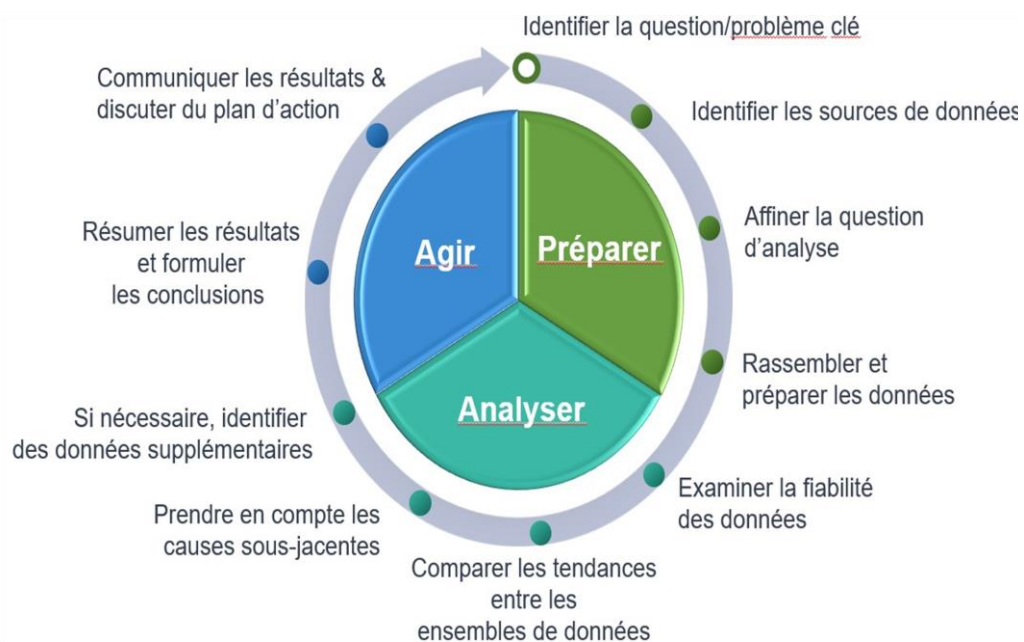 Identifier la question/problème clé
Identifier les sources de données
Affiner la question
d’analyse
Rassembler et
préparer les données
Examiner la fiabilité
des données
Comparer les tendances
entre les
ensembles de données
Prendre en compte les
causes sous-jacentes
Si nécessaire, identifier
des données supplémentaires
Résumer les résultats
et formuler
les conclusions
Communiquer les résultats &
discuter du plan d’action
Agir
Préparer
Analyser